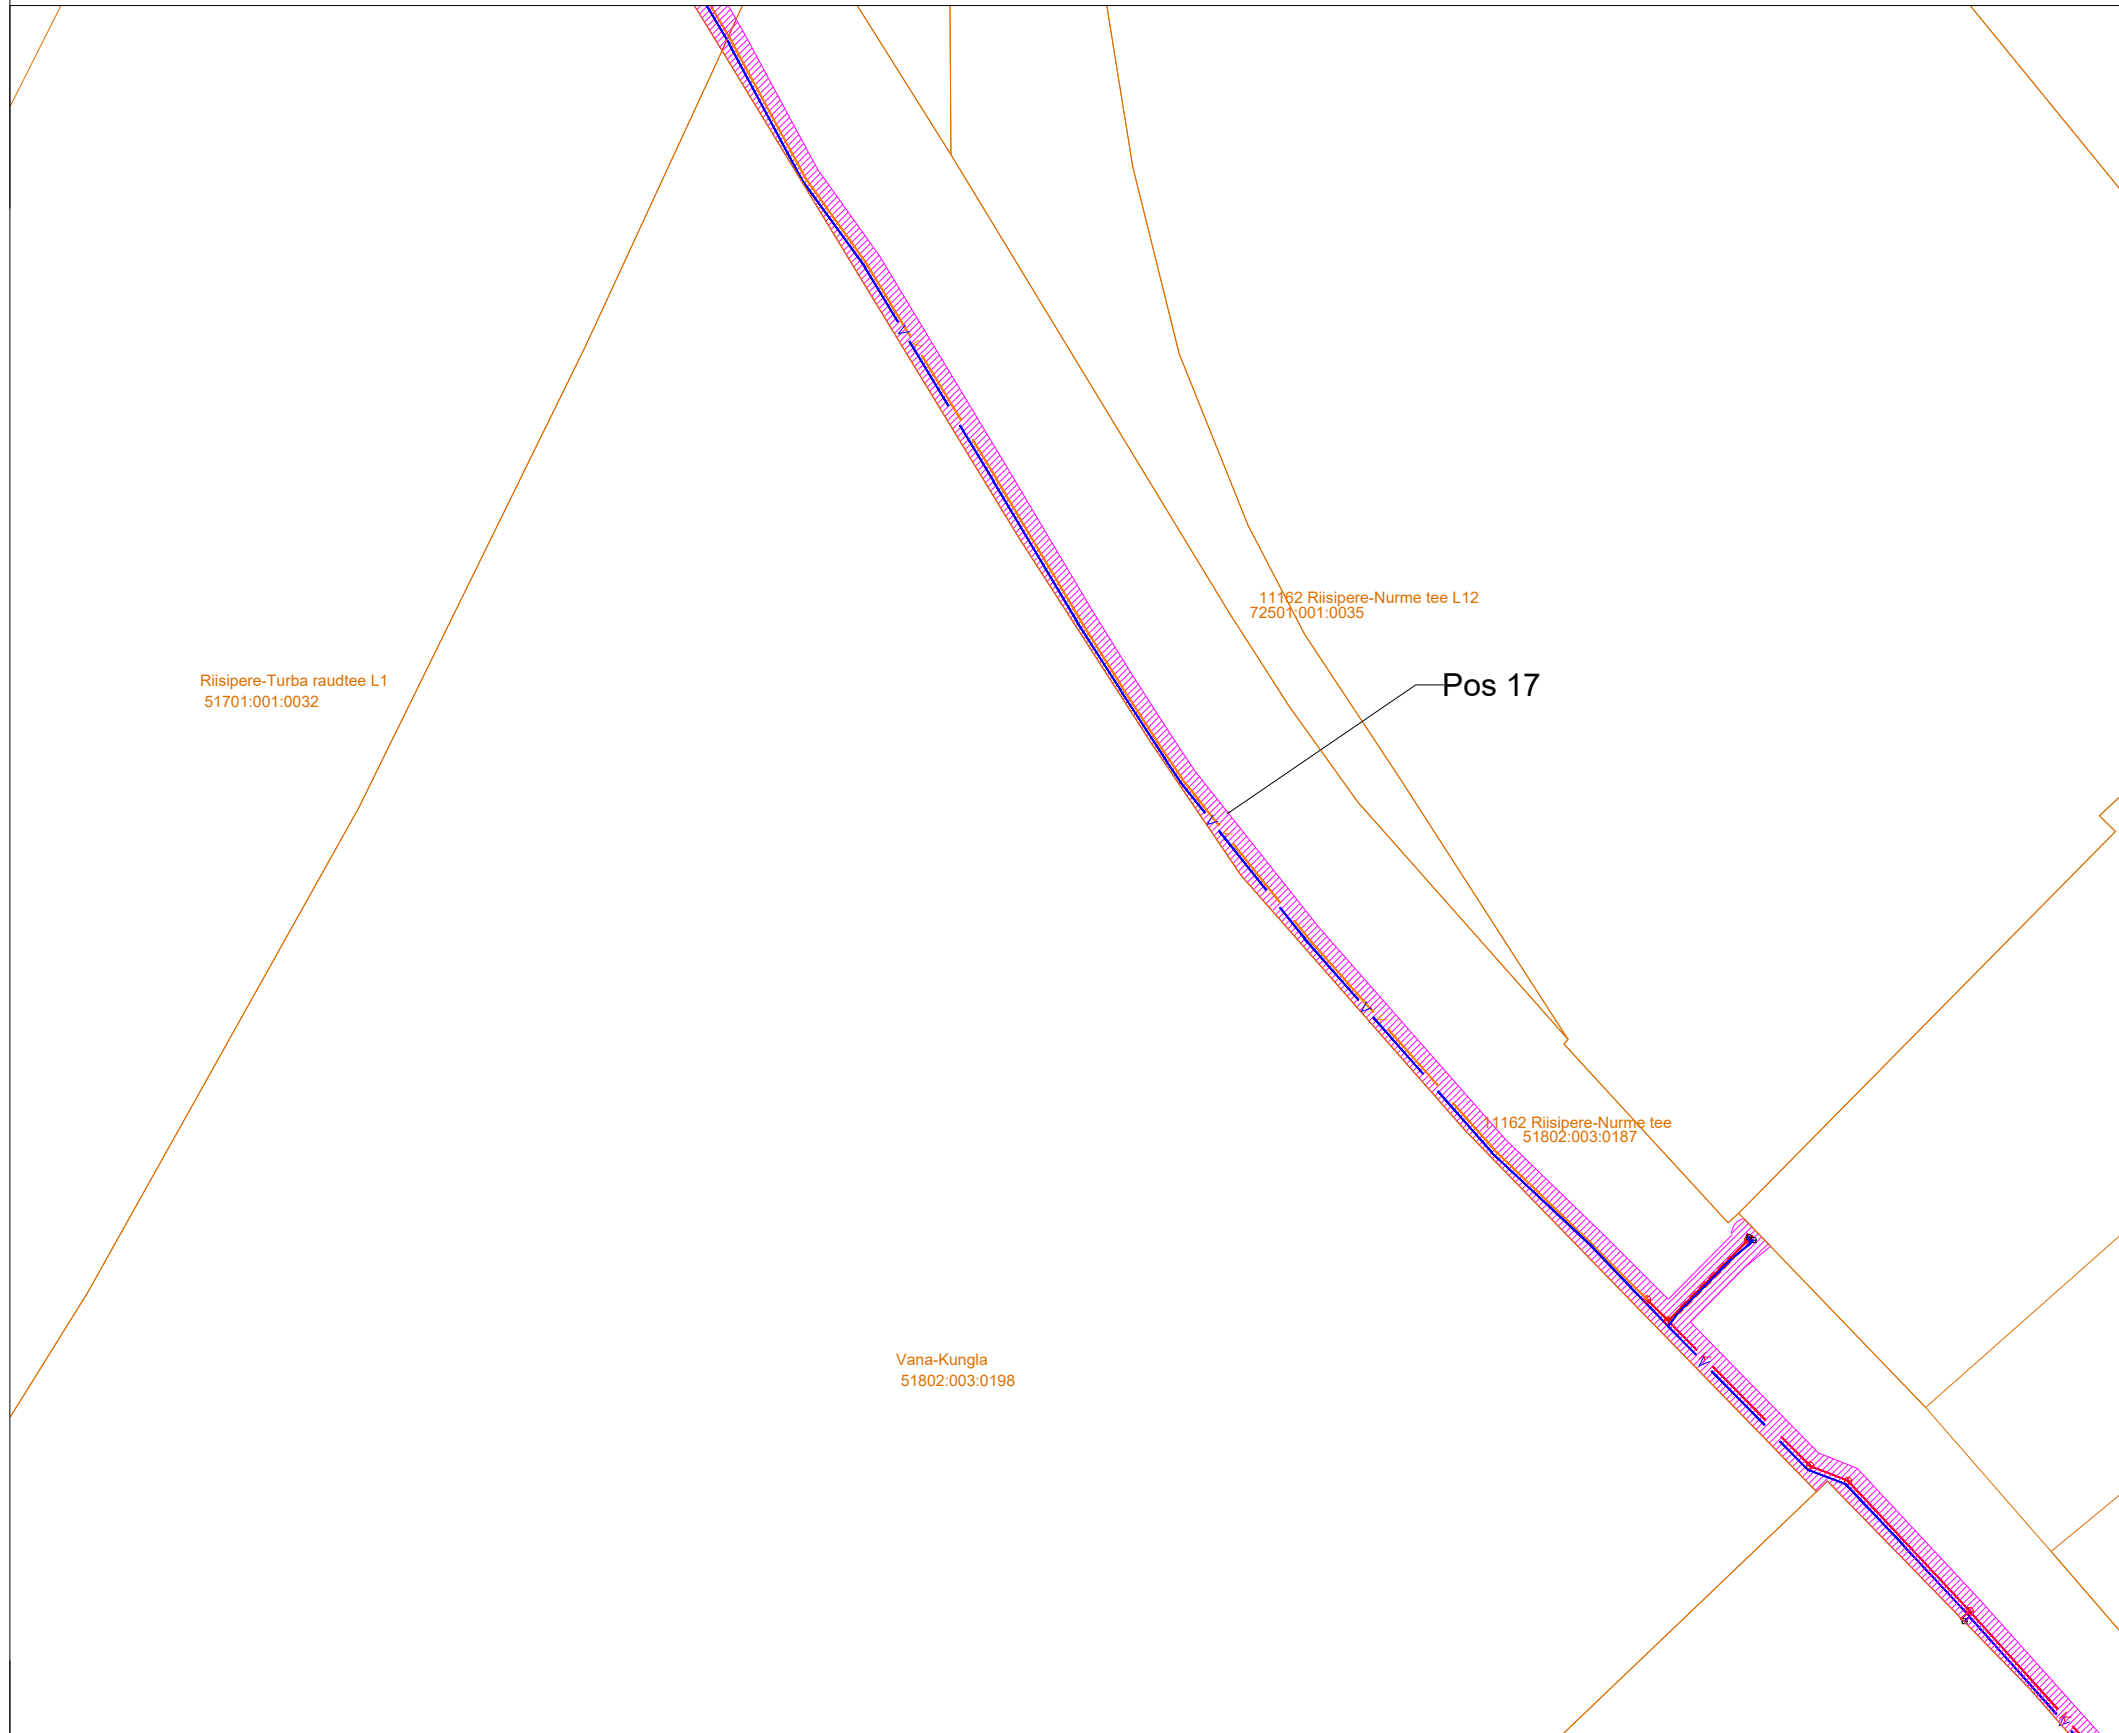 11162 Riisipere-Nurme tee L12
72501:001:0035
Riisipere-Turba raudtee L1
51701:001:0032
Pos 17
11162 Riisipere-Nurme tee
51802:003:0187
Vana-Kungla
51802:003:0198